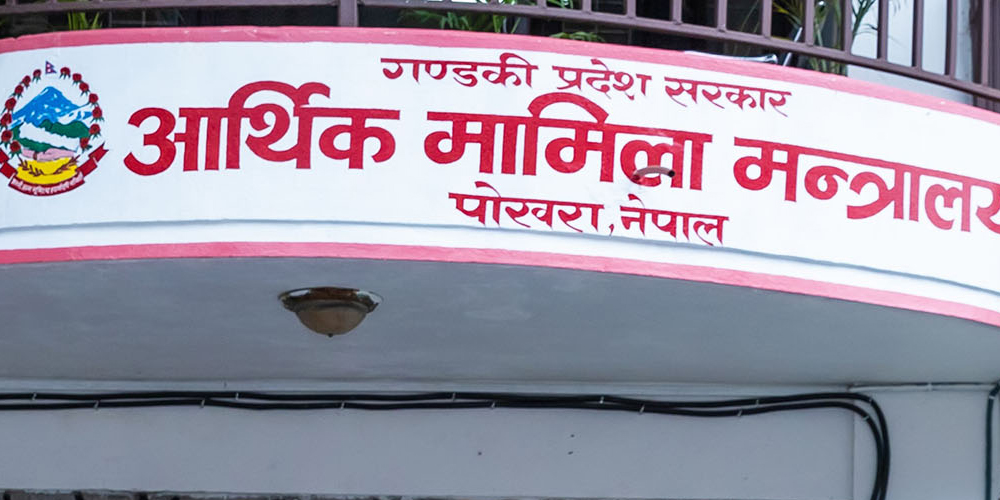 गण्डकी प्रदेश सरकार
आर्थिक मामिला मन्त्रालय
पोखरा, नेपाल